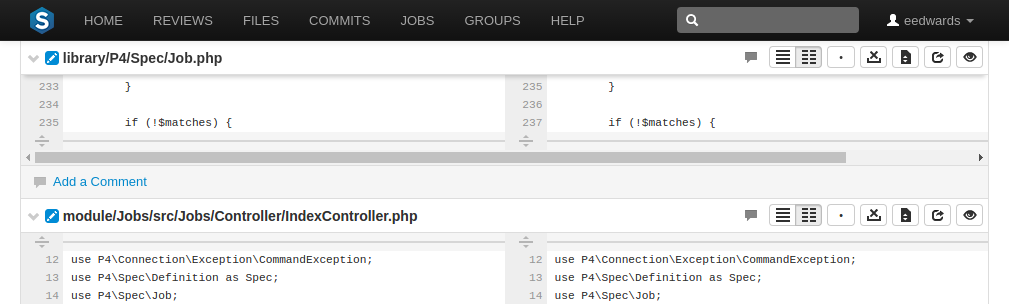 S HOME REVIEWS FILES COMMITS JOBS GROUPS HELP eedwards
library/P4/Spec/Job.php
233 } 235 }
234 236
235 if (!$matches) { 237 if (!$matches) {
Add a Comment
module/Jobs/src/Jobs/Controller/IndexController.php
12 use P4\Connection\Exception\CommandException; 12 use P4\Connection\Exception\CommandException;
13 use P4\Spec\Definition as Spec; 13 use P4\Spec\Definition as Spec;
14 use P4\Spec\Job; 14 use P4\Spec\Job;